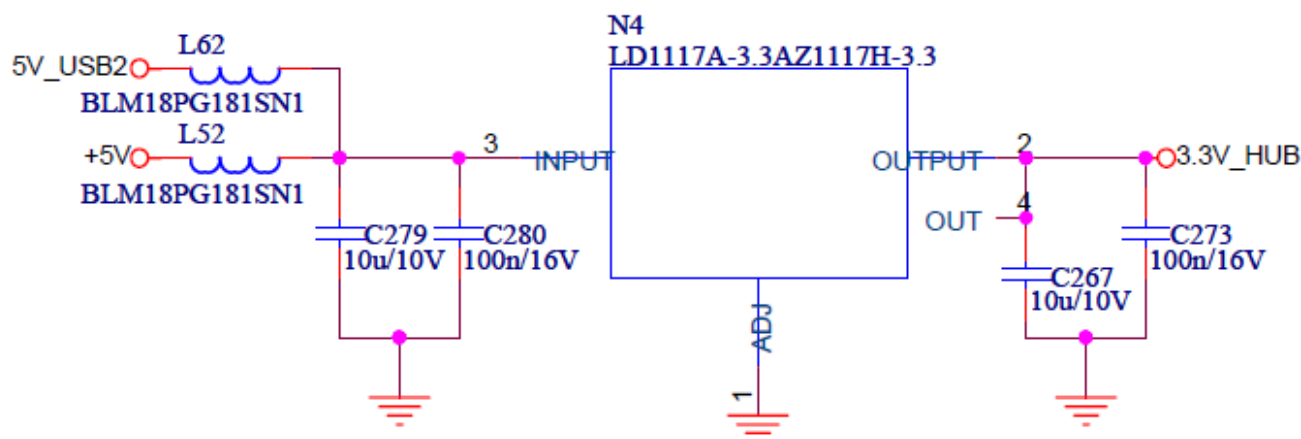 N4
LD1117A-3.3AZ1117H-3.3
L62
5V_USB2
BLM18PG181SN1
L52
+5V
BLM18PG181SN1
3
INPUT
OUTPUT
2
3.3V_HUB
4
OUT
C279
10u/10V
C280
100n/16V
C273
100n/16V
C267
10u/10V
ADJ
1